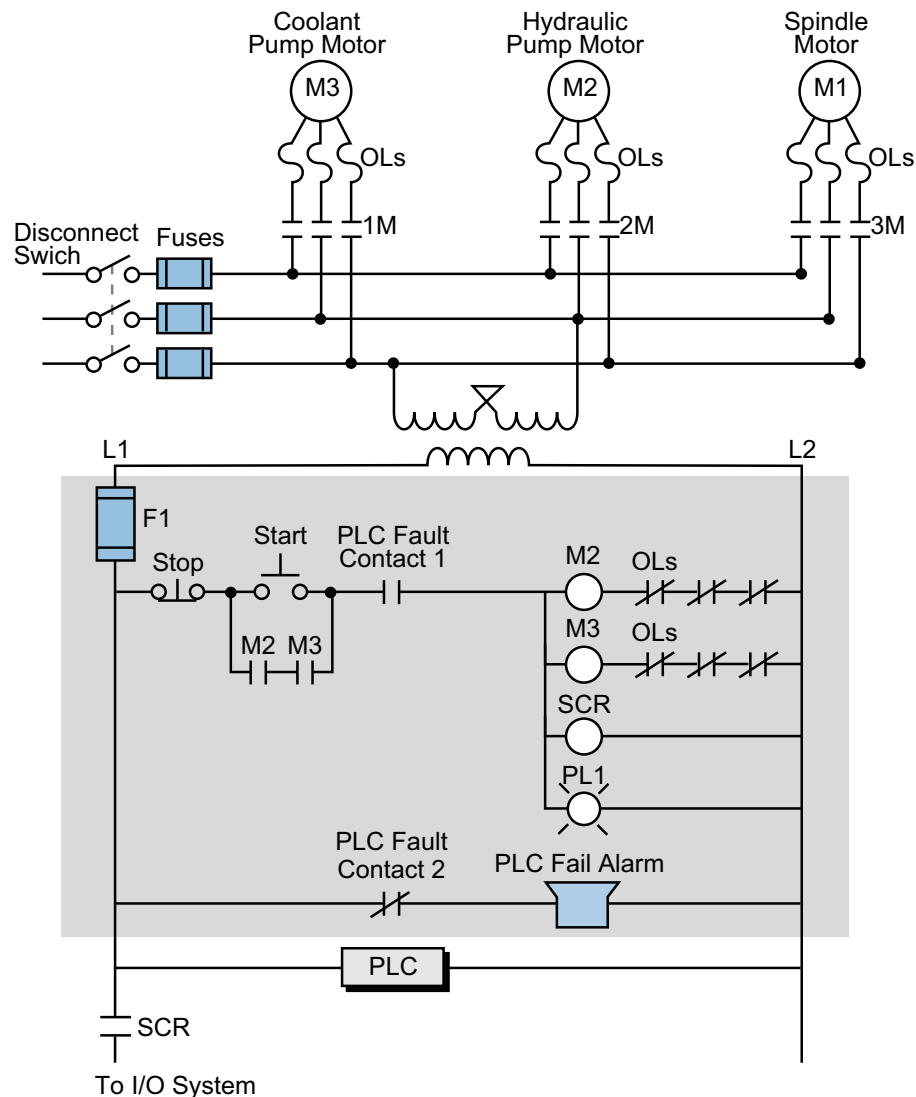 Coolant
Pump Motor
Hydraulic
Pump Motor
Spindle
Motor
M3
M2
M1
OLs
OLs
OLs
1M
2M
3M
Disconnect
Swich
Fuses
L1
L2
F1
Stop
Start
PLC Fault
Contact 1
M2
OLs
M2
M3
M3
OLs
SCR
PL1
PLC Fault
Contact 2
PLC Fail Alarm
PLC
SCR
To I/O System